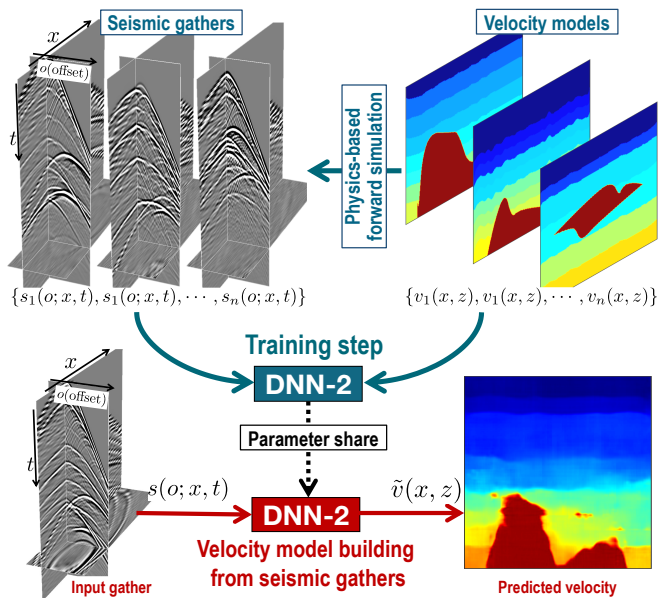 Seismic gathers
Velocity models
x
o(offset)
t
Physics-based
forward simulation
{s₁(o; x, t), s₁(o; x, t), ⋯ , sₙ(o; x, t)}
{v₁(x, z), v₁(x, z), ⋯ , vₙ(x, z)}
Training step
DNN-2
x
o(offset)
t
Parameter share
s(o; x, t)
DNN-2
ṽ(x, z)
Velocity model building
from seismic gathers
Input gather
Predicted velocity